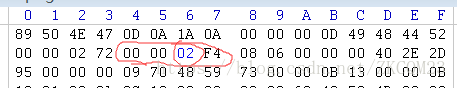 0 1 2 3 4 5 6 7 8 9 A B C D E F
89 50 4E 47 0D 0A 1A 0A 00 00 00 0D 49 48 44 52
00 00 02 72 00 00 02 F4 08 06 00 00 00 40 2E 2D
95 00 00 00 09 70 48 59 73 00 00 0B 13 00 00 0B